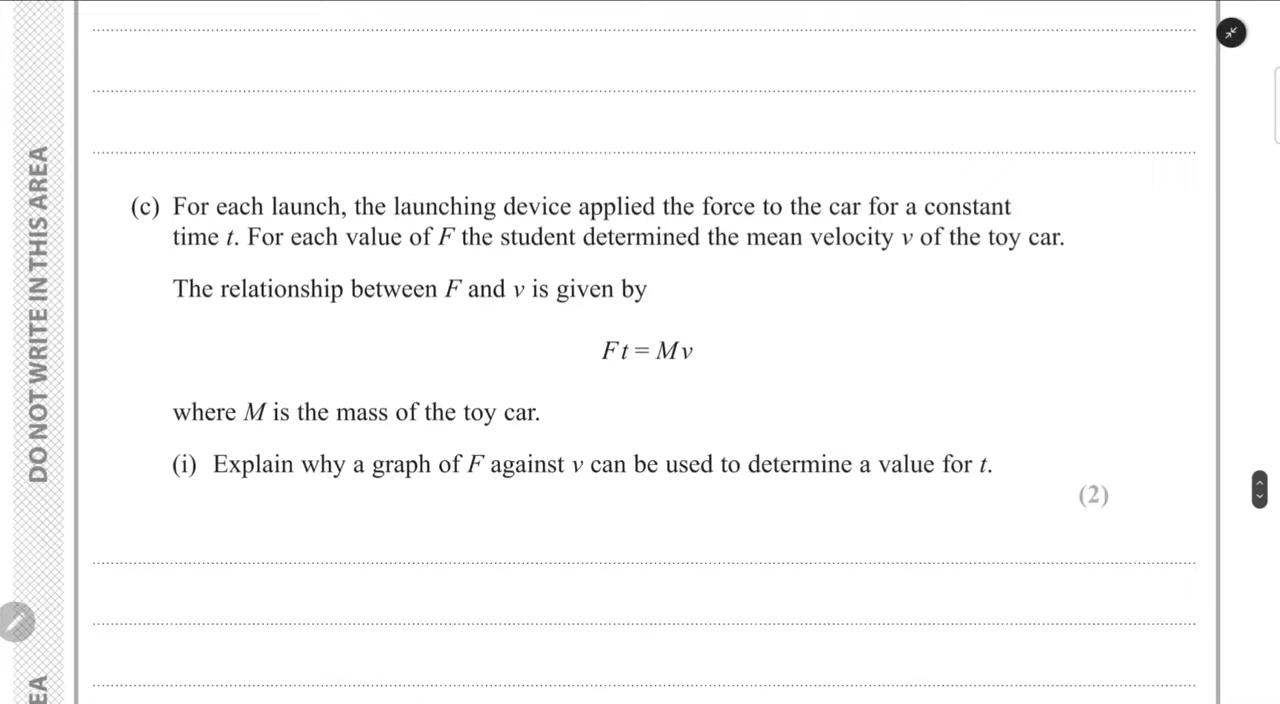 DO NOT WRITE IN THIS AREA
(c) For each launch, the launching device applied the force to the car for a constant
time t. For each value of F the student determined the mean velocity v of the toy car.
The relationship between F and v is given by
Ft = Mv
where M is the mass of the toy car.
(i) Explain why a graph of F against v can be used to determine a value for t.
(2)
EA